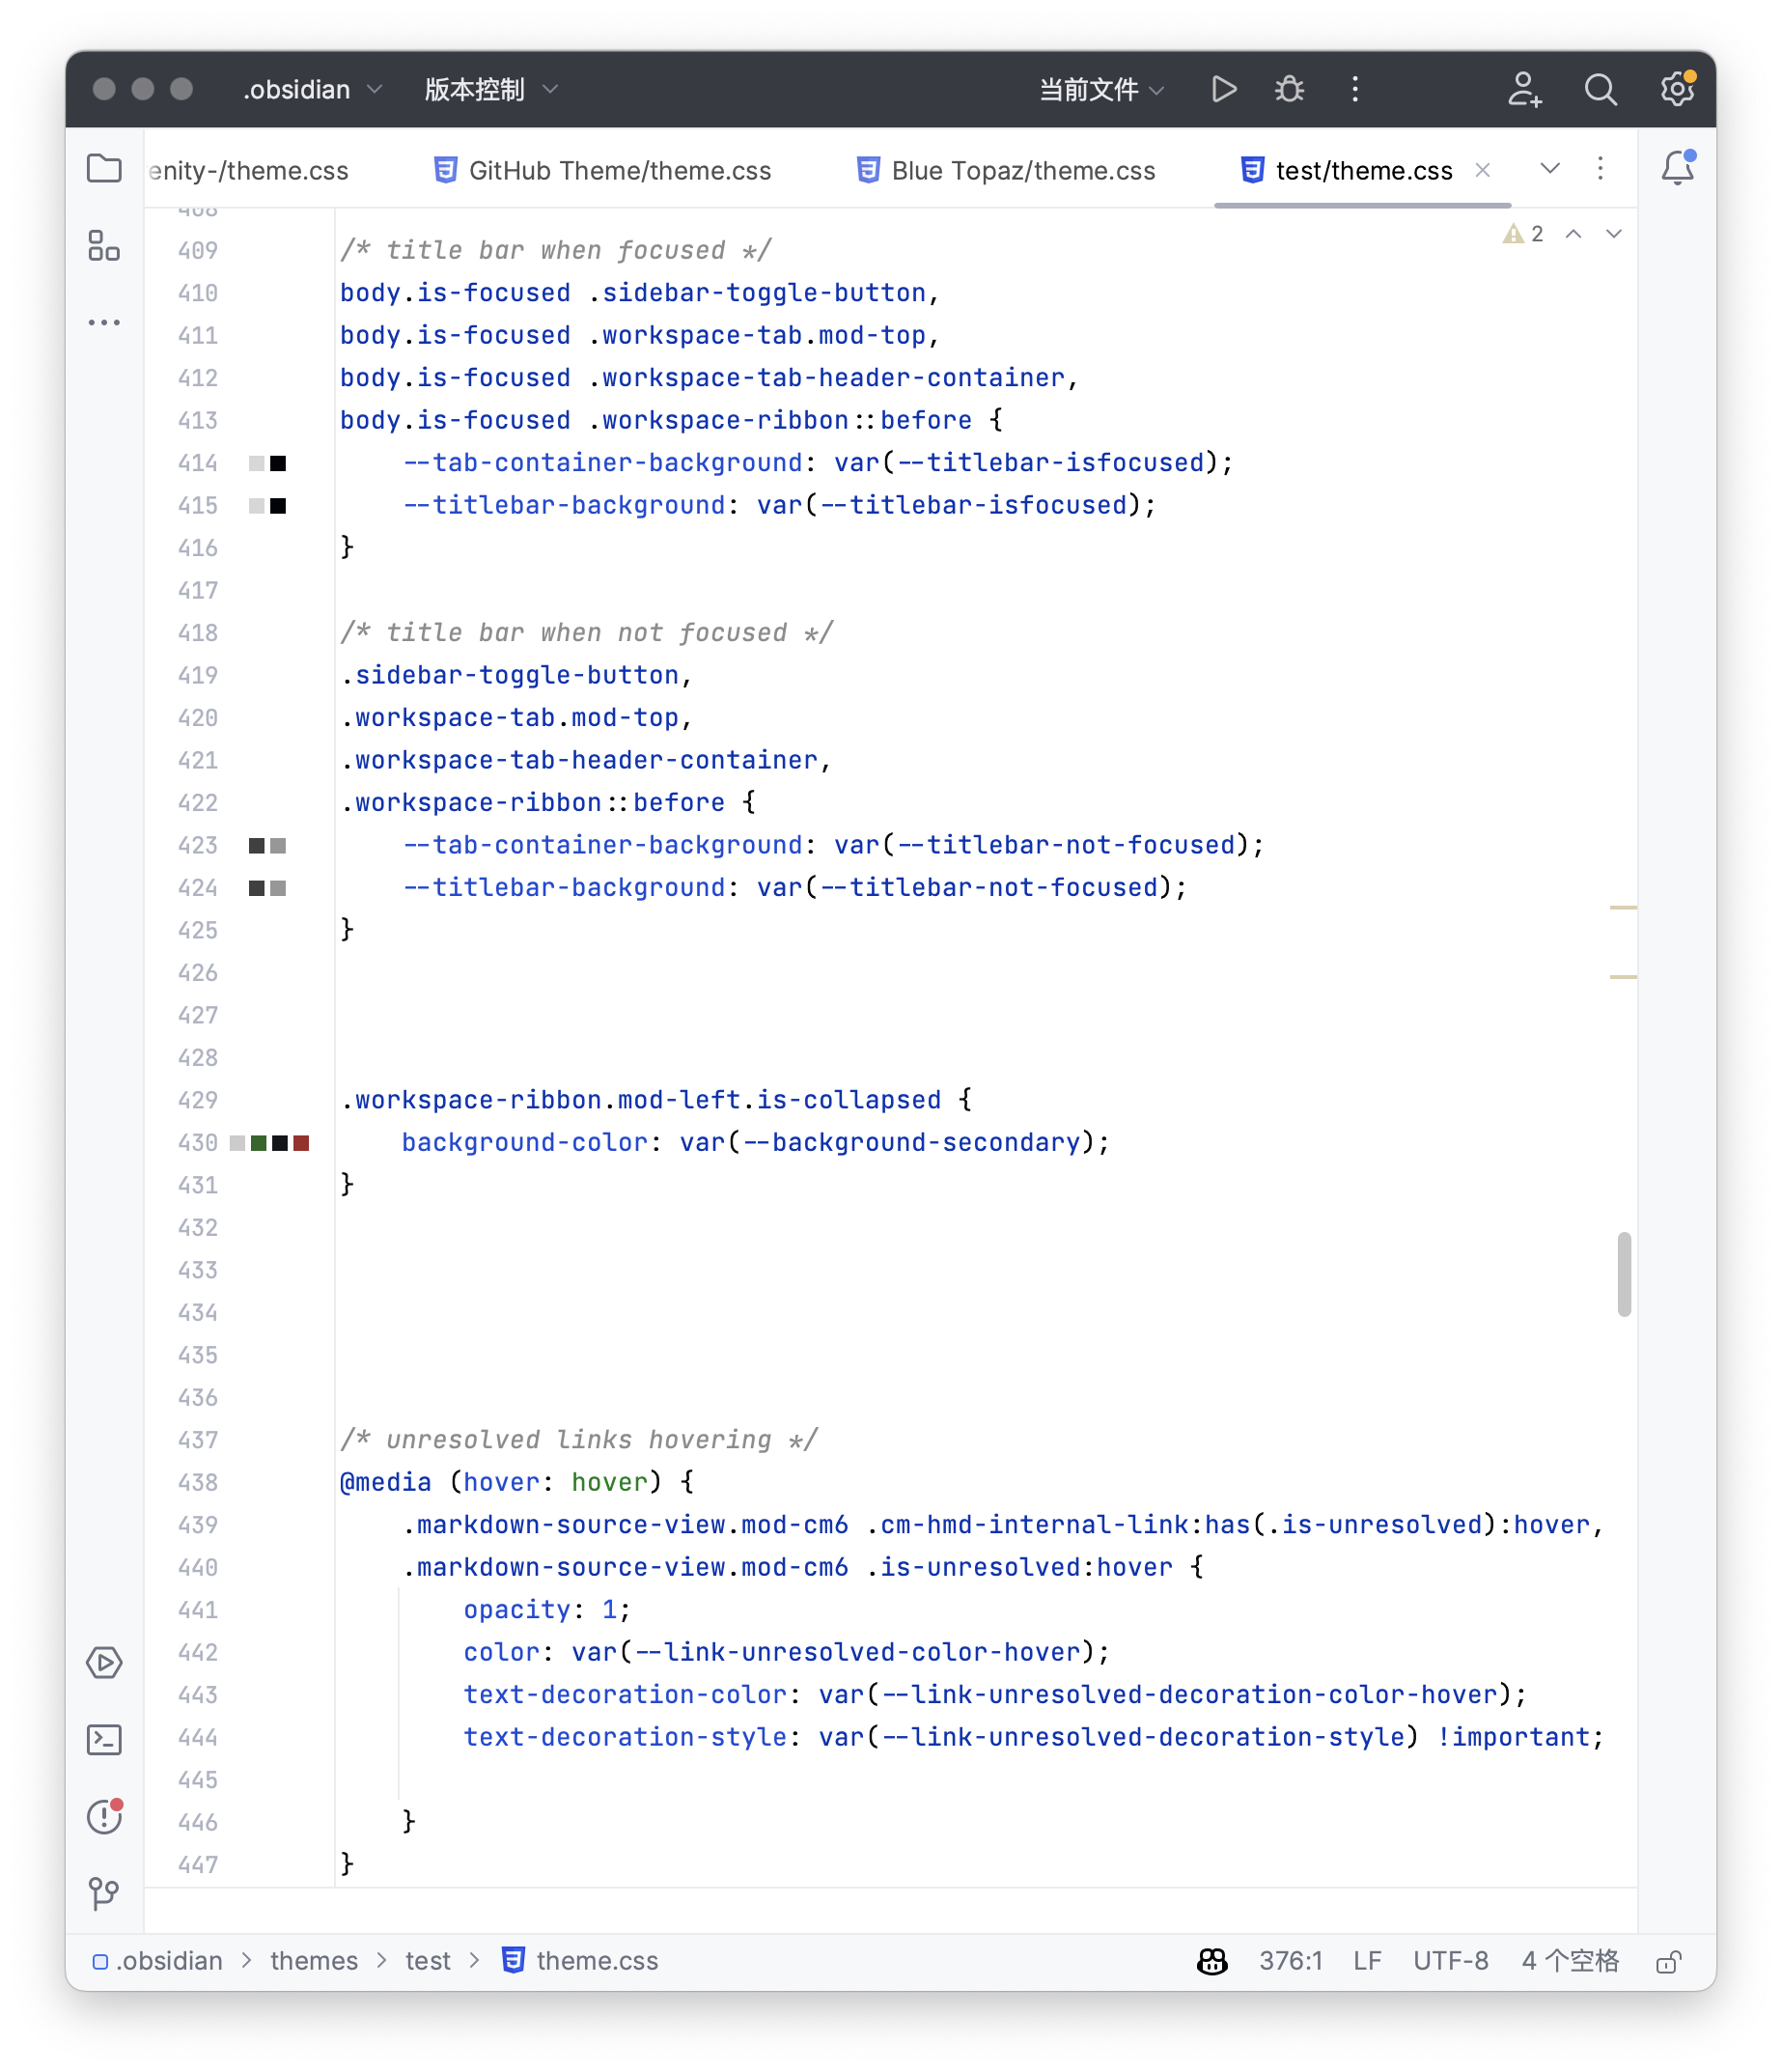 .obsidian 版本控制 当前文件
enity-/theme.css GitHub Theme/theme.css Blue Topaz/theme.css test/theme.css
408
2
409 /* title bar when focused */
410 body.is-focused .sidebar-toggle-button,
411 body.is-focused .workspace-tab.mod-top,
412 body.is-focused .workspace-tab-header-container,
413 body.is-focused .workspace-ribbon::before {
414 --tab-container-background: var(--titlebar-isfocused);
415 --titlebar-background: var(--titlebar-isfocused);
416 }
417
418 /* title bar when not focused */
419 .sidebar-toggle-button,
420 .workspace-tab.mod-top,
421 .workspace-tab-header-container,
422 .workspace-ribbon::before {
423 --tab-container-background: var(--titlebar-not-focused);
424 --titlebar-background: var(--titlebar-not-focused);
425 }
426
427
428
429 .workspace-ribbon.mod-left.is-collapsed {
430 background-color: var(--background-secondary);
431 }
432
433
434
435
436
437 /* unresolved links hovering */
438 @media (hover: hover) {
439 .markdown-source-view.mod-cm6 .cm-hmd-internal-link:has(.is-unresolved):hover,
440 .markdown-source-view.mod-cm6 .is-unresolved:hover {
441 opacity: 1;
442 color: var(--link-unresolved-color-hover);
443 text-decoration-color: var(--link-unresolved-decoration-color-hover);
444 text-decoration-style: var(--link-unresolved-decoration-style) !important;
445
446 }
447 }
.obsidian > themes > test > theme.css 376:1 LF UTF-8 4 个空格